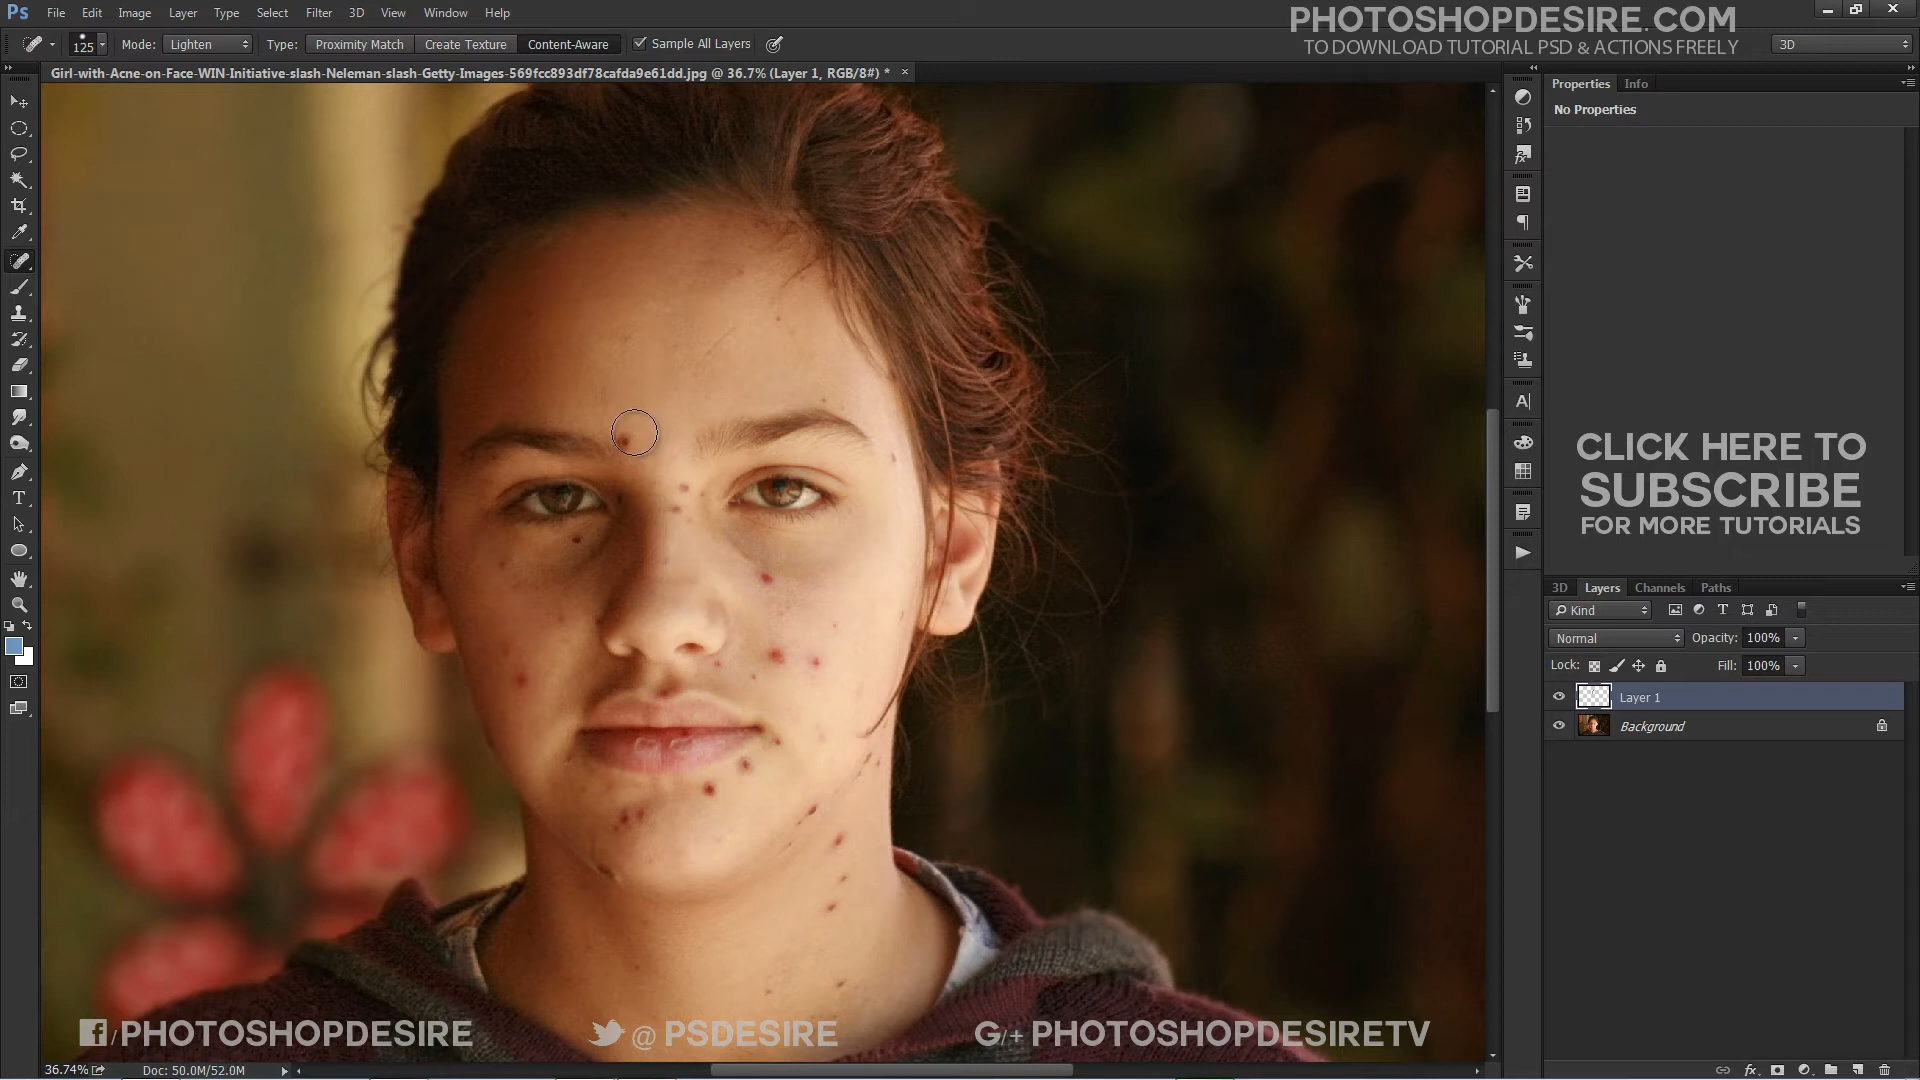 Ps File Edit Image Layer Type Select Filter 3D View Window Help
PHOTOSHOPDESIRE.COM
TO DOWNLOAD TUTORIAL PSD & ACTIONS FREELY
125 Mode: Lighten Type: Proximity Match Create Texture Content-Aware Sample All Layers 3D
Girl-with-Acne-on-Face-WIN-Initiative-slash-Neleman-slash-Getty-Images-569fcc893df78cafda9e61dd.jpg @ 36.7% (Layer 1, RGB/8#) *
Properties Info
No Properties
CLICK HERE TO
SUBSCRIBE
FOR MORE TUTORIALS
3D Layers Channels Paths
Kind
Normal Opacity: 100%
Lock: Fill: 100%
Layer 1
Background
f/PHOTOSHOPDESIRE
@ PSDESIRE
G/+ PHOTOSHOPDESIRETV
36.74% Doc: 50.0M/52.0M